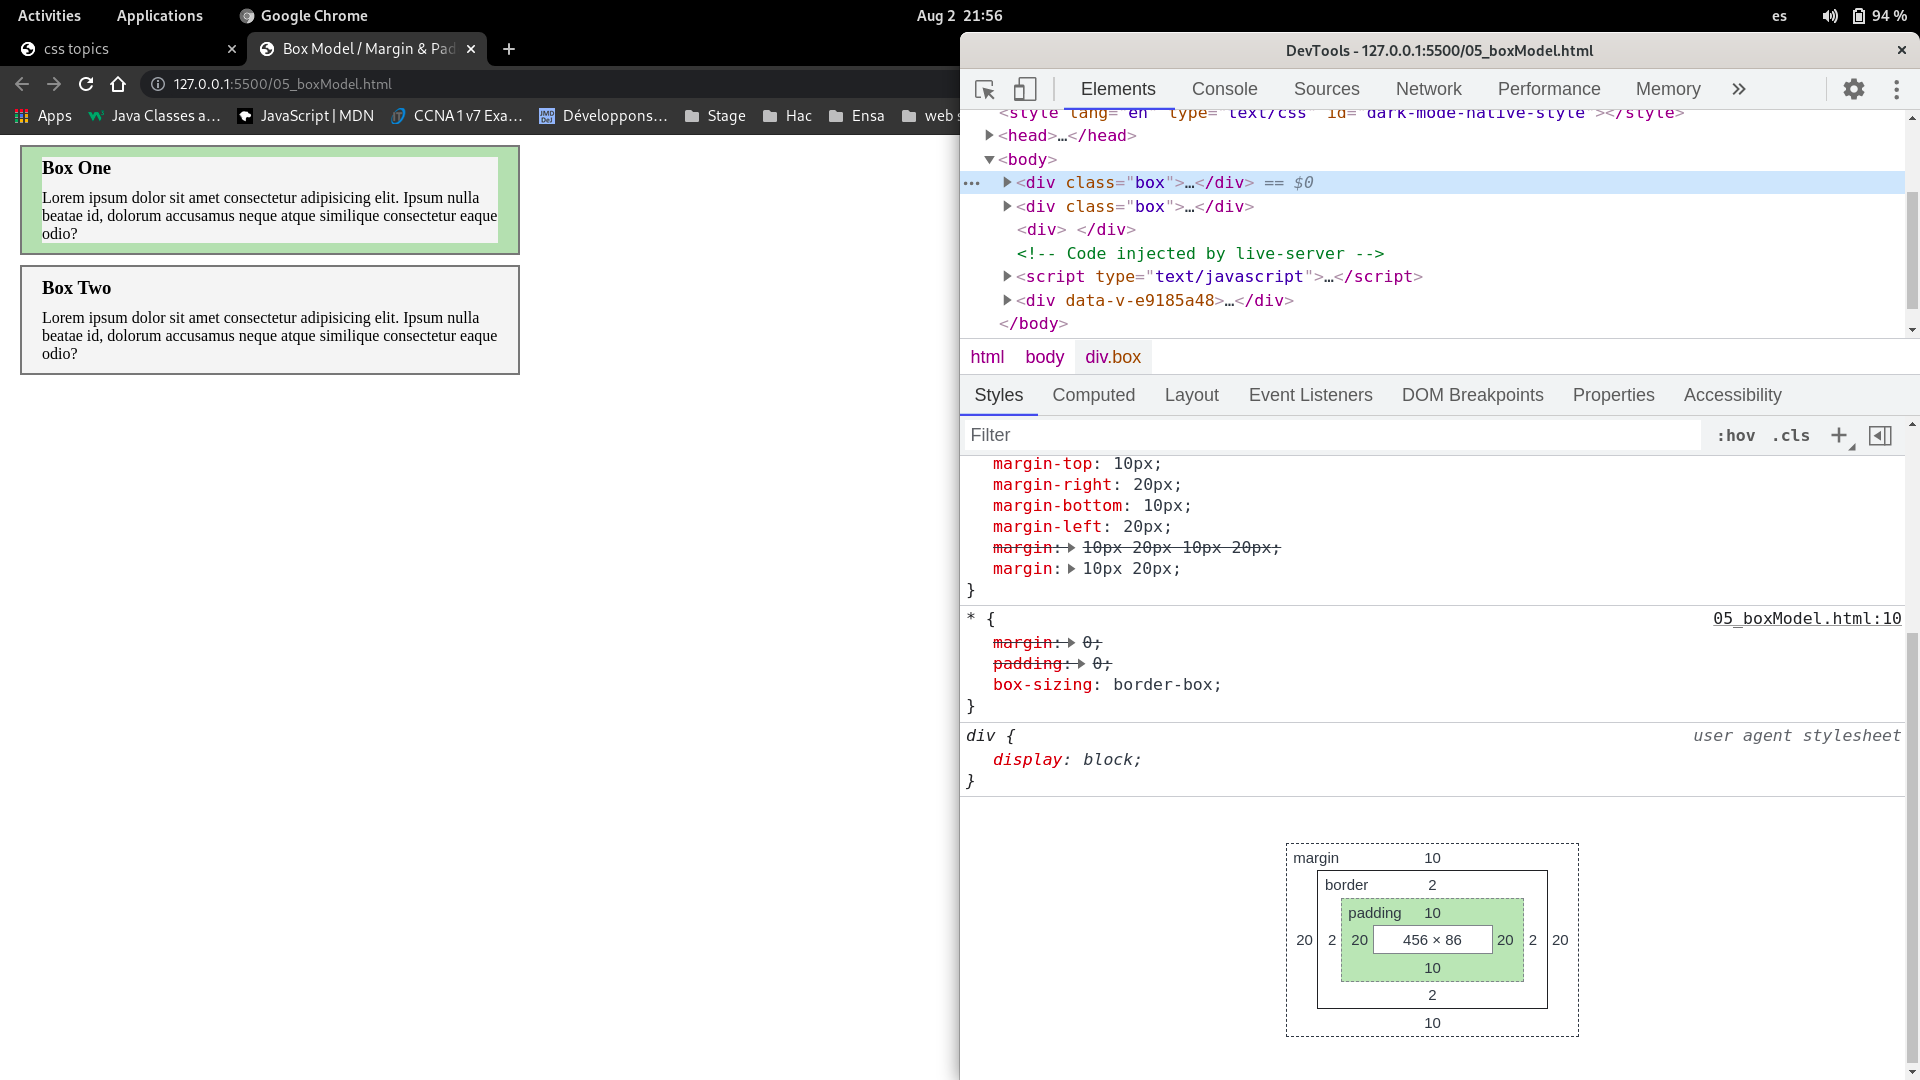 Activities Applications Google Chrome Aug 2 21:56 es 94 %
css topics Box Model / Margin & Pad
127.0.0.1:5500/05_boxModel.html
Apps Java Classes a… JavaScript | MDN CCNA 1 v7 Exa… Développons… Stage Hac Ensa web s
Box One
Lorem ipsum dolor sit amet consectetur adipisicing elit. Ipsum nulla
beatae id, dolorum accusamus neque atque similique consectetur eaque
odio?
Box Two
Lorem ipsum dolor sit amet consectetur adipisicing elit. Ipsum nulla
beatae id, dolorum accusamus neque atque similique consectetur eaque
odio?
DevTools - 127.0.0.1:5500/05_boxModel.html
Elements Console Sources Network Performance Memory
<style lang="en" type="text/css" id="dark-mode-native-style"></style>
<head>…</head>
<body>
<div class="box">…</div> == $0
<div class="box">…</div>
<div> </div>
<!-- Code injected by live-server -->
<script type="text/javascript">…</script>
<div data-v-e9185a48>…</div>
</body>
html body div.box
Styles Computed Layout Event Listeners DOM Breakpoints Properties Accessibility
Filter :hov .cls
margin-top: 10px;
margin-right: 20px;
margin-bottom: 10px;
margin-left: 20px;
margin: 10px 20px 10px 20px;
margin: 10px 20px;
}
* { 05_boxModel.html:10
margin: 0;
padding: 0;
box-sizing: border-box;
}
div { user agent stylesheet
display: block;
}
margin 10
border 2
padding 10
20 2 20 456 × 86 20 2 20
10
2
10